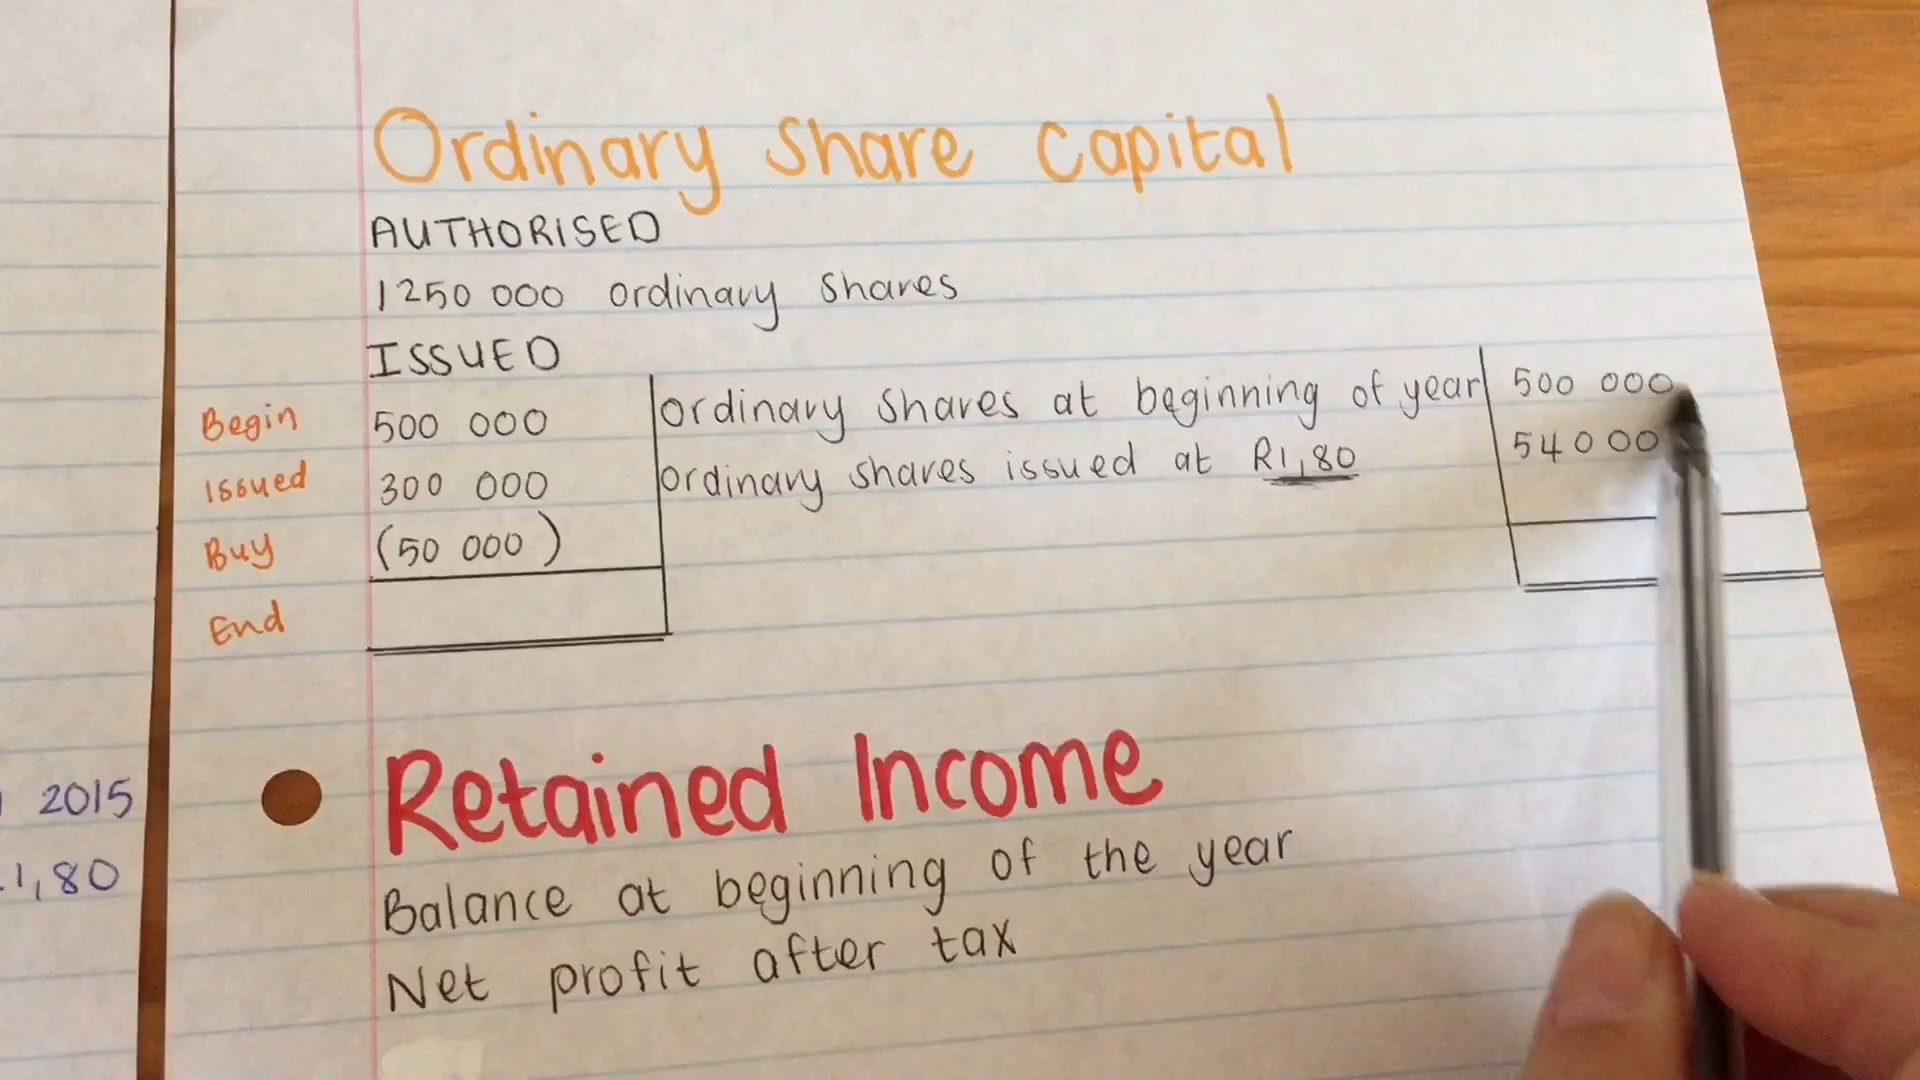 Ordinary Share Capital
AUTHORISED
1250 000 ordinary shares
ISSUED
Begin 500 000 ordinary shares at beginning of year 500 000
Issued 300 000 ordinary shares issued at R1,80 54000
Buy (50 000)
End
Retained Income
2015
1,80
Balance at beginning of the year
Net profit after tax